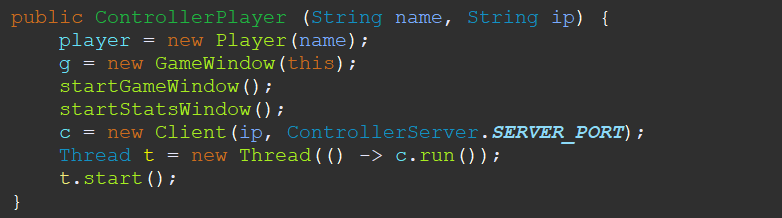 public ControllerPlayer (String name, String ip) {
    player = new Player(name);
    g = new GameWindow(this);
    startGameWindow();
    startStatsWindow();
    c = new Client(ip, ControllerServer.SERVER_PORT);
    Thread t = new Thread(() -> c.run());
    t.start();
}